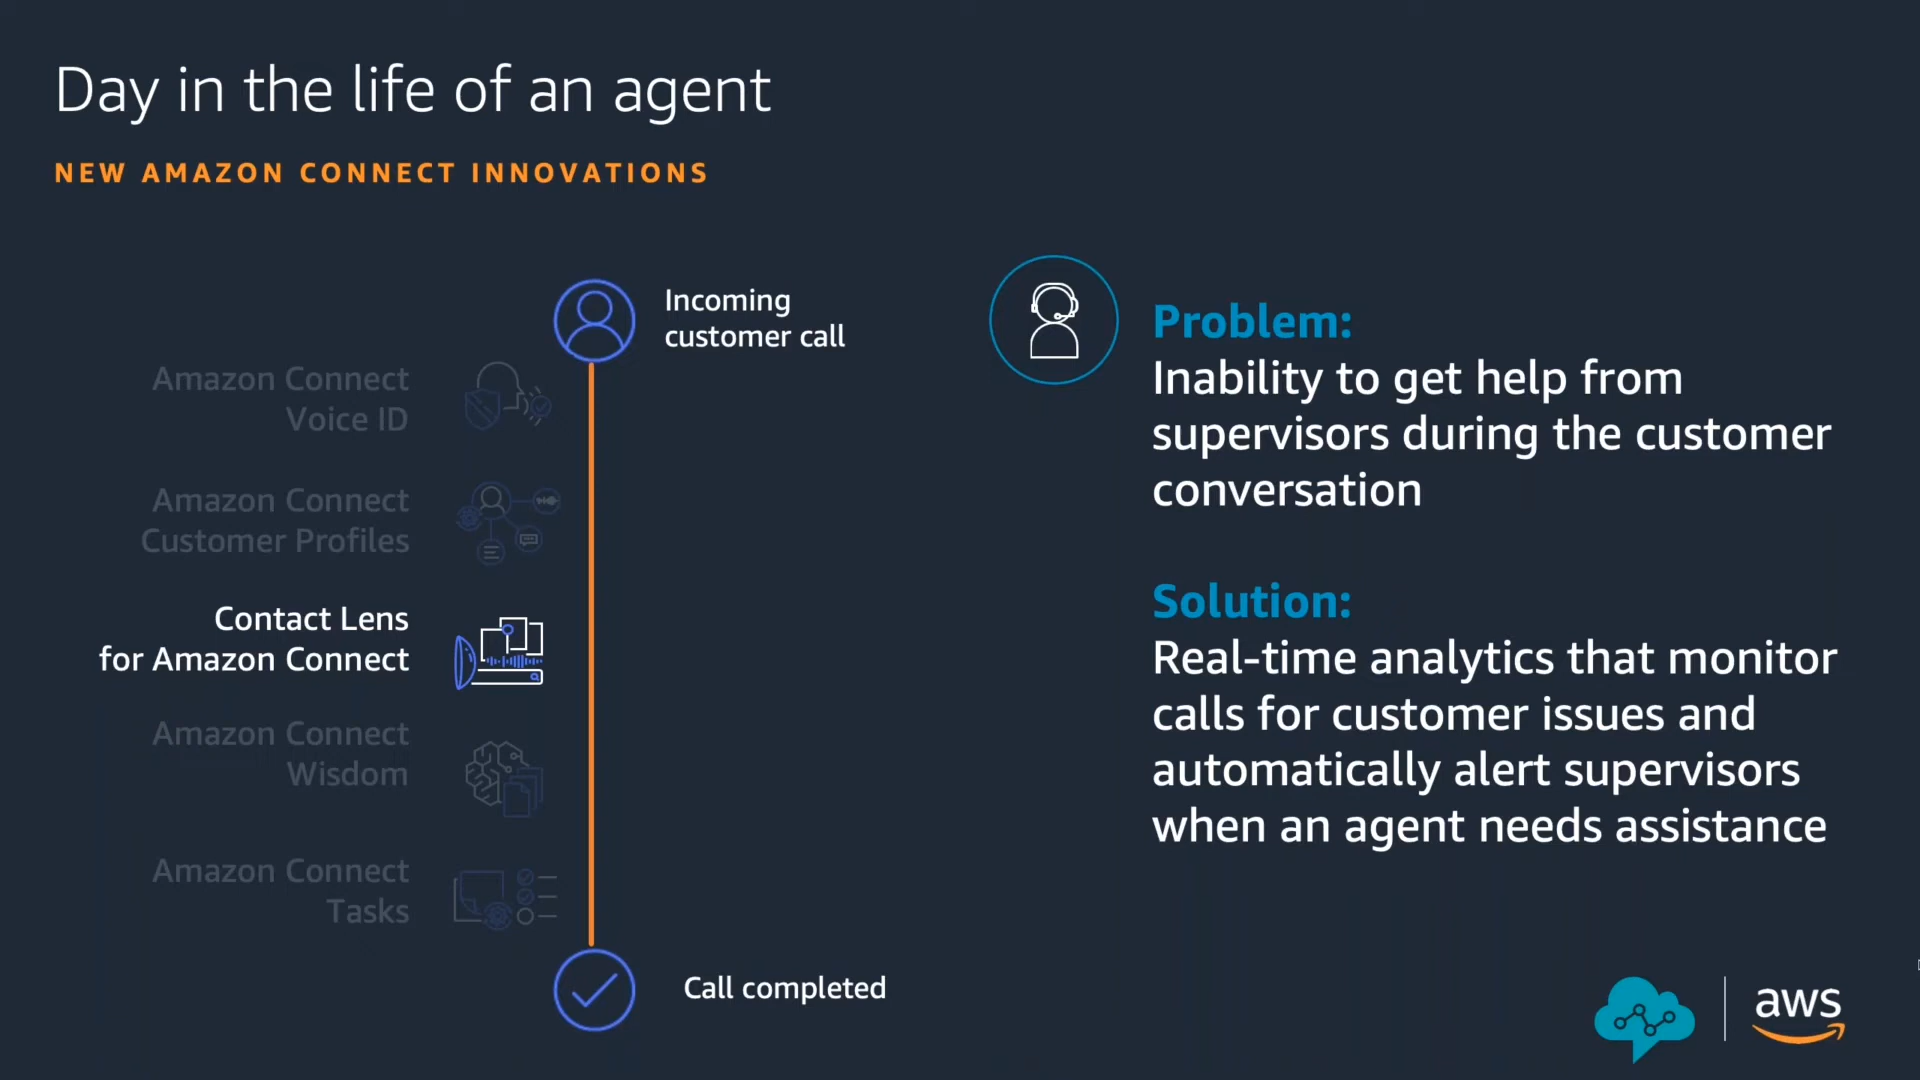 Day in the life of an agent
NEW AMAZON CONNECT INNOVATIONS
Incoming
customer call
Amazon Connect
Voice ID
Amazon Connect
Customer Profiles
Contact Lens
for Amazon Connect
Amazon Connect
Wisdom
Amazon Connect
Tasks
Call completed
Problem:
Inability to get help from
supervisors during the customer
conversation
Solution:
Real-time analytics that monitor
calls for customer issues and
automatically alert supervisors
when an agent needs assistance
aws